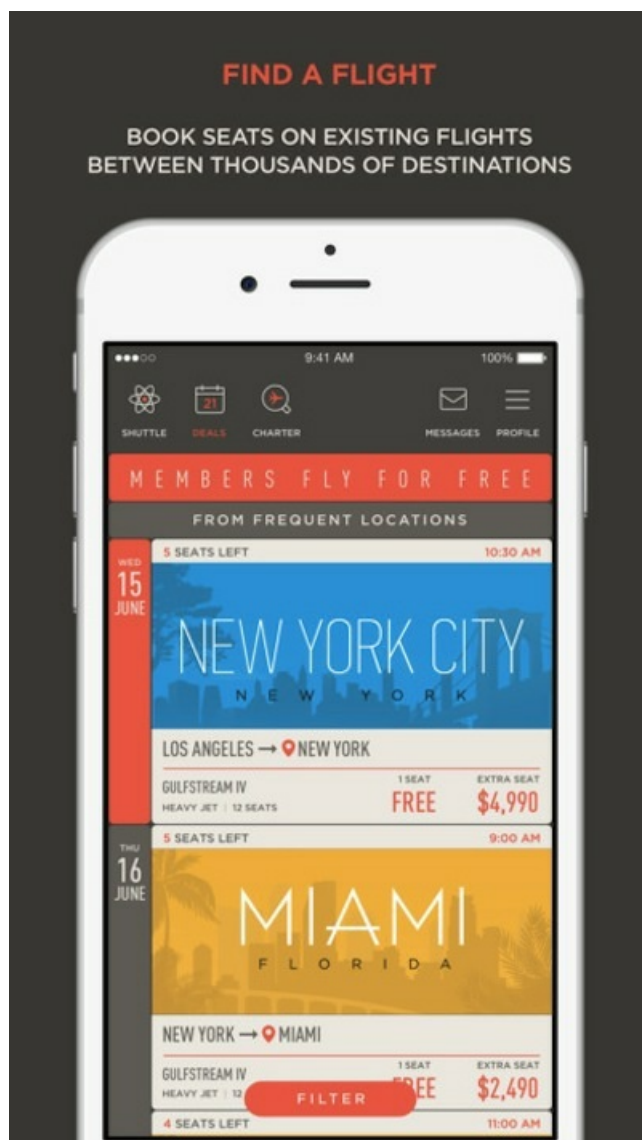 FIND A FLIGHT
BOOK SEATS ON EXISTING FLIGHTS
BETWEEN THOUSANDS OF DESTINATIONS
9:41 AM
100%
21
SHUTTLE
DEALS
CHARTER
MESSAGES
PROFILE
MEMBERS FLY FOR FREE
FROM FREQUENT LOCATIONS
WED
15
JUNE
5 SEATS LEFT
10:30 AM
NEW YORK CITY
NEW YORK
LOS ANGELES → NEW YORK
GULFSTREAM IV
HEAVY JET | 12 SEATS
1 SEAT
FREE
EXTRA SEAT
$4,990
THU
16
JUNE
5 SEATS LEFT
9:00 AM
MIAMI
FLORIDA
NEW YORK → MIAMI
GULFSTREAM IV
HEAVY JET | 12
1 SEAT
EXTRA SEAT
$2,490
FILTER
4 SEATS LEFT
11:00 AM